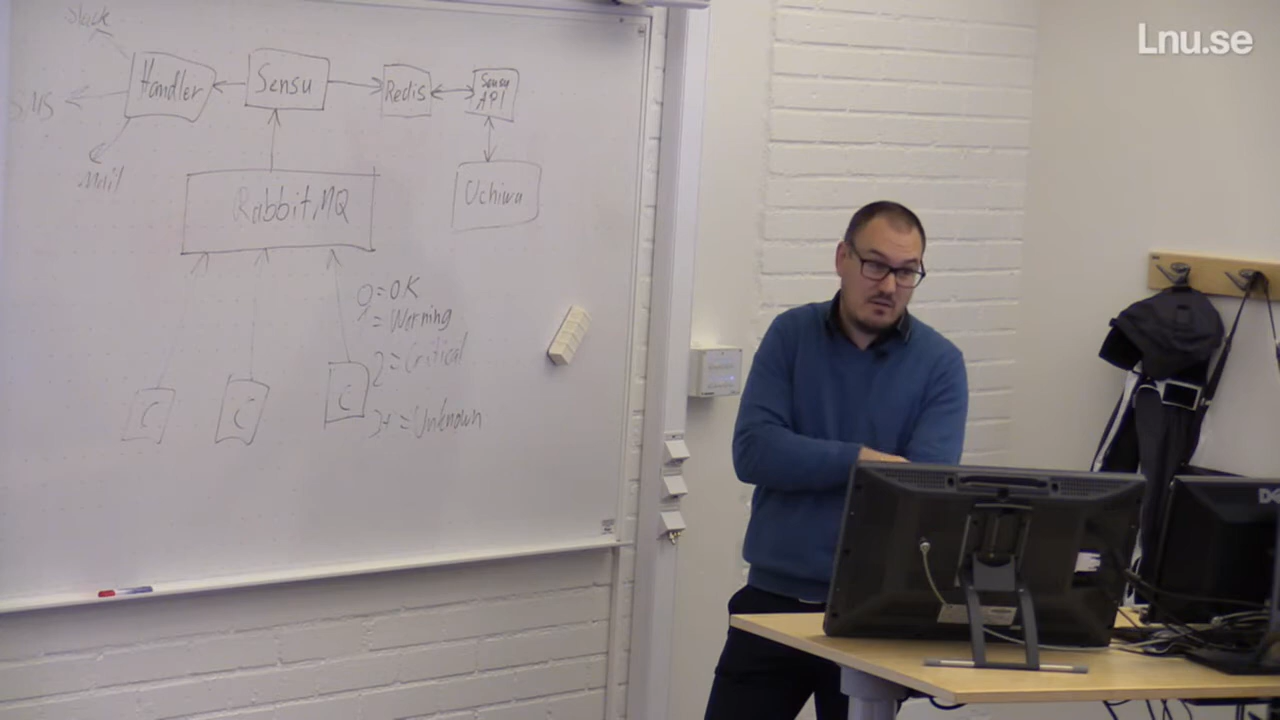 Slack
Lnu.se
Handler
Sensu
Redis
Sensu
API
SMS
Mail
RabbitMQ
Uchiwa
0=OK
= Warning
2=Critical
C
C
C
3+ = Unknown